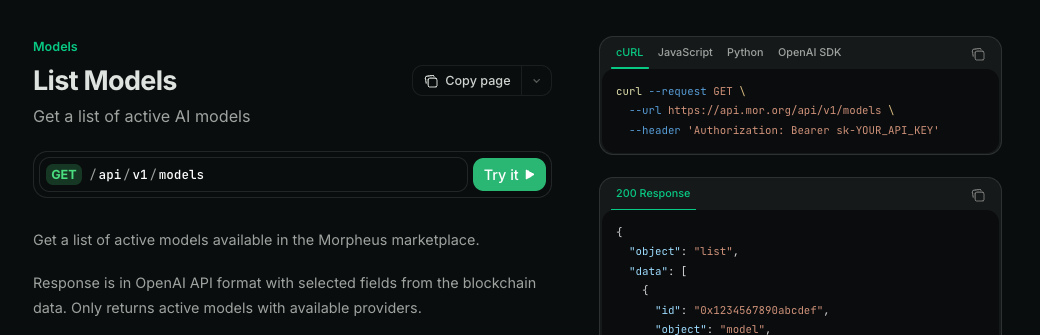 Models
List Models
Copy page
Get a list of active AI models
GET /api/v1/models
Try it
Get a list of active models available in the Morpheus marketplace.
Response is in OpenAI API format with selected fields from the blockchain
data. Only returns active models with available providers.
cURL JavaScript Python OpenAI SDK
curl --request GET \
--url https://api.mor.org/api/v1/models \
--header 'Authorization: Bearer sk-YOUR_API_KEY'
200 Response
{
"object": "list",
"data": [
{
"id": "0x1234567890abcdef",
"object": "model",